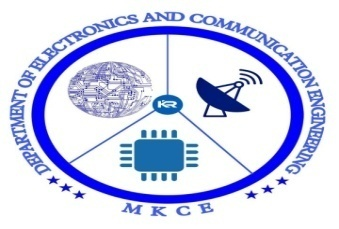 DEPARTMENT OF ELECTRONICS AND COMMUNICATION ENGINEERING
KR
MKCE